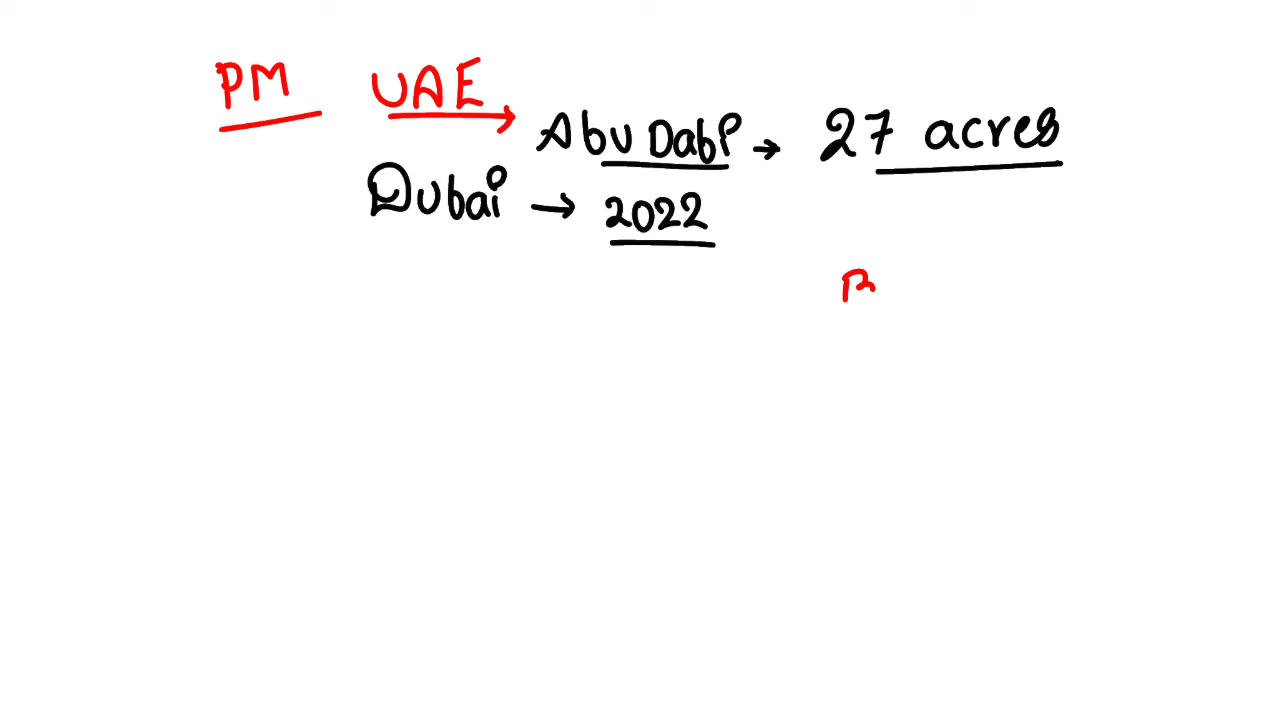 PM UAE → Abu Dabi → 27 acres
Dubai → 2022